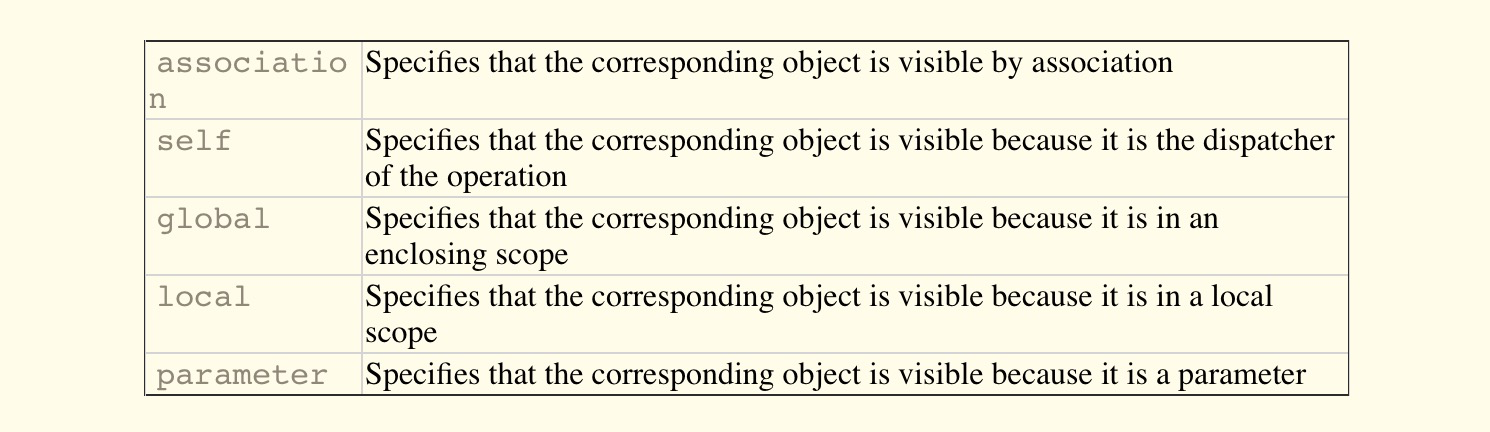 associatio Specifies that the corresponding object is visible by association
n
self Specifies that the corresponding object is visible because it is the dispatcher
of the operation
global Specifies that the corresponding object is visible because it is in an
enclosing scope
local Specifies that the corresponding object is visible because it is in a local
scope
parameter Specifies that the corresponding object is visible because it is a parameter